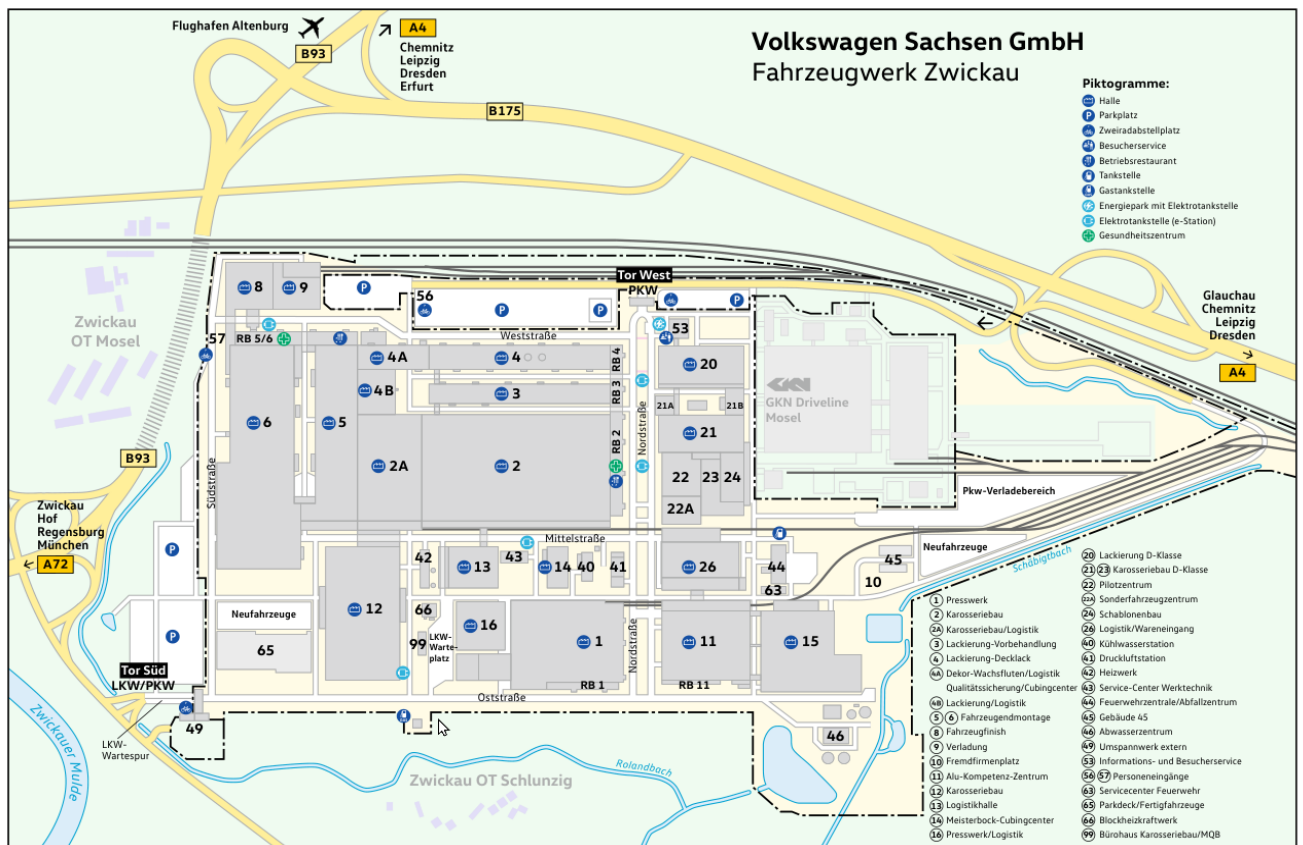 Volkswagen Sachsen GmbH
Fahrzeugwerk Zwickau
Flughafen Altenburg
B93
A4
Chemnitz
Leipzig
Dresden
Erfurt
B175
Piktogramme:
Halle
P Parkplatz
Zweiradabstellplatz
Besucherservice
Betriebsrestaurant
Tankstelle
Gastankstelle
Energiepark mit Elektrotankstelle
Elektrotankstelle (e-Station)
Gesundheitszentrum
Glauchau
Chemnitz
Leipzig
Dresden
A4
Zwickau
OT Mosel
B93
Zwickau
Hof
Regensburg
München
A72
Tor West
PKW
8
9
P
56
P
P
P
Weststraße
53
57
RB 5/6
4A
4
RB 4
20
4B
3
RB 3
21A
21B
GKN
GKN Driveline
Mosel
6
5
2A
2
RB 2
Nordstraße
21
22
23
24
22A
Südstraße
Pkw-Verladebereich
Mittelstraße
P
42
13
43
14
40
41
26
44
63
45
10
Neufahrzeuge
Schäbigtbach
Neufahrzeuge
12
66
99
LKW-
Warte-
platz
16
1
Nordstraße
11
15
65
P
RB 1
RB 11
Tor Süd
LKW/PKW
Oststraße
49
LKW-
Wartespur
46
Zwickauer Mulde
Zwickau OT Schlunzig
Rolandbach
1 Presswerk
2 Karosseriebau
2A Karosseriebau/Logistik
3 Lackierung-Vorbehandlung
4 Lackierung-Decklack
4A Dekor-Wachsfluten/Logistik
Qualitätssicherung/Cubingcenter
4B Lackierung/Logistik
5 6 Fahrzeugendmontage
8 Fahrzeugfinish
9 Verladung
10 Fremdfirmenplatz
11 Alu-Kompetenz-Zentrum
12 Karosseriebau
13 Logistikhalle
14 Meisterbock-Cubingcenter
16 Presswerk/Logistik
20 Lackierung D-Klasse
21 23 Karosseriebau D-Klasse
22 Pilotzentrum
22A Sonderfahrzeugzentrum
24 Schablonenbau
26 Logistik/Wareneingang
40 Kühlwasserstation
41 Druckluftstation
42 Heizwerk
43 Service-Center Werktechnik
44 Feuerwehrzentrale/Abfallzentrum
45 Gebäude 45
46 Abwasserzentrum
49 Umspannwerk extern
53 Informations- und Besucherservice
56 57 Personeneingänge
63 Servicecenter Feuerwehr
65 Parkdeck/Fertigfahrzeuge
66 Blockheizkraftwerk
99 Bürohaus Karosseriebau/MQB